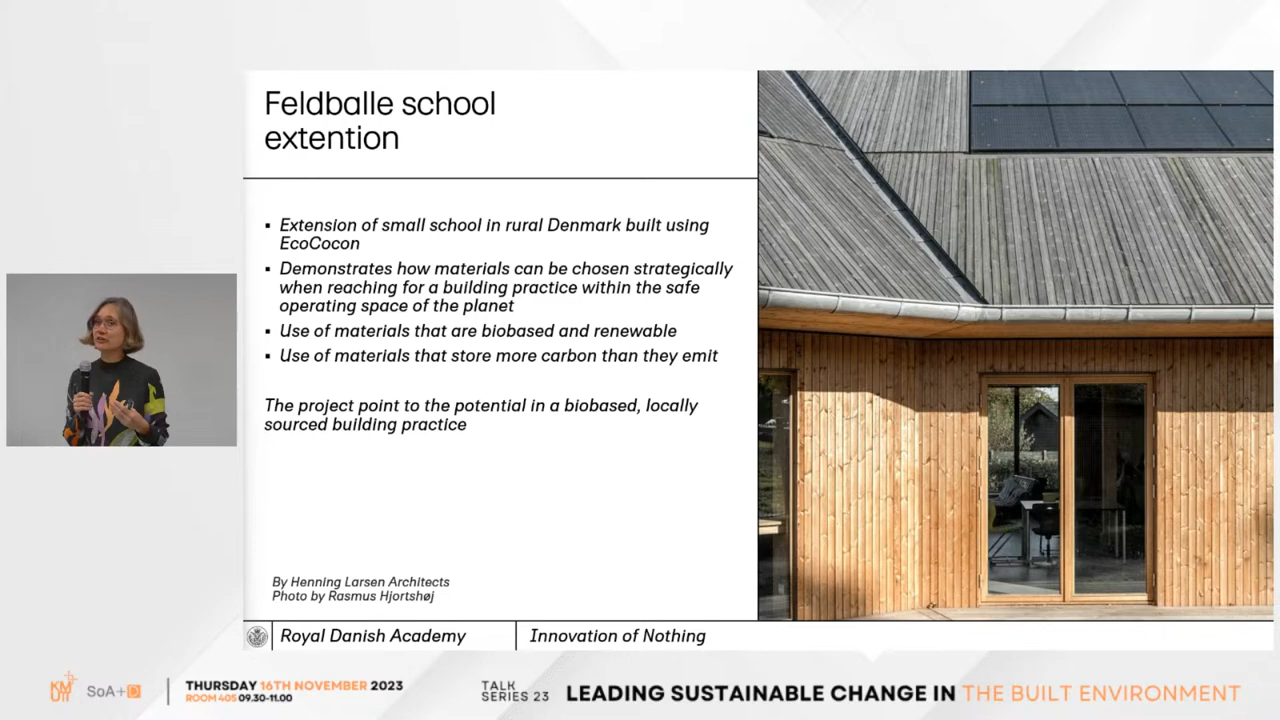 Feldballe school
extention
▪ Extension of small school in rural Denmark built using
EcoCocon
▪ Demonstrates how materials can be chosen strategically
when reaching for a building practice within the safe
operating space of the planet
▪ Use of materials that are biobased and renewable
▪ Use of materials that store more carbon than they emit
The project point to the potential in a biobased, locally
sourced building practice
By Henning Larsen Architects
Photo by Rasmus Hjortshøj
Royal Danish Academy
Innovation of Nothing
KMUTT
SoA+D
THURSDAY 16TH NOVEMBER 2023
ROOM 405 09.30-11.00
TALK
SERIES 23
LEADING SUSTAINABLE CHANGE IN THE BUILT ENVIRONMENT